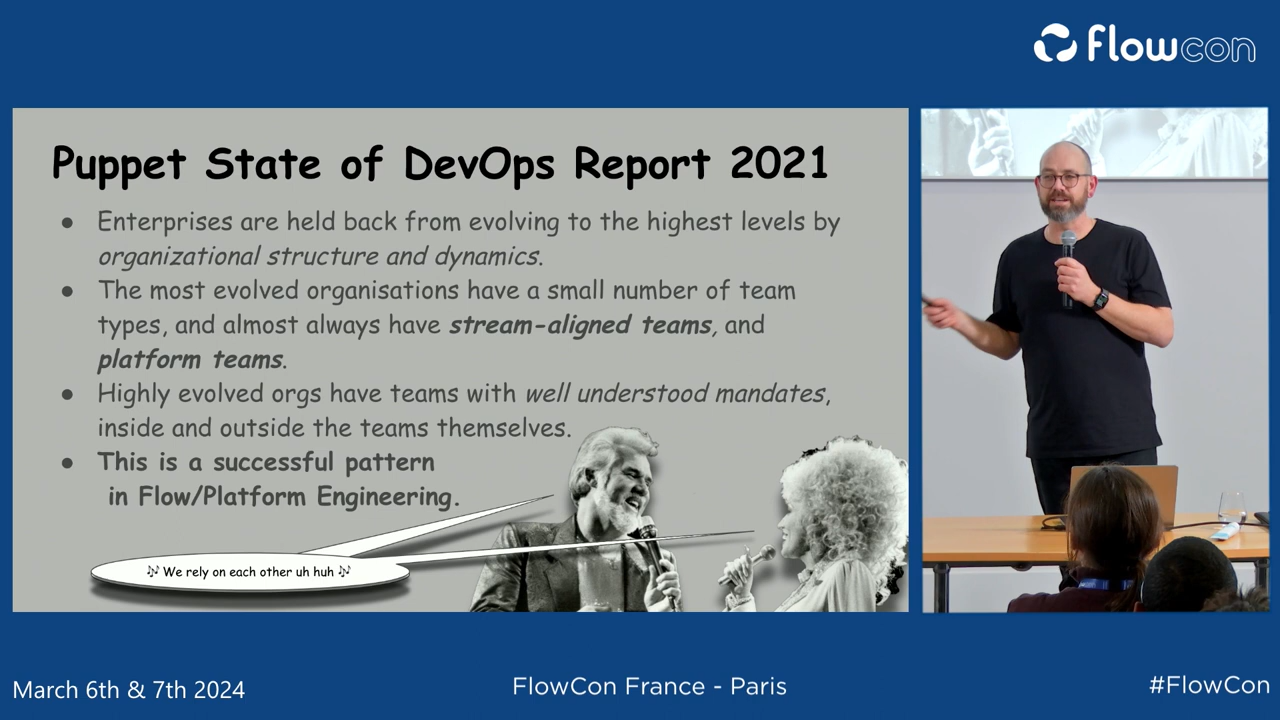 flowcon
Puppet State of DevOps Report 2021
● Enterprises are held back from evolving to the highest levels by
organizational structure and dynamics.
● The most evolved organisations have a small number of team
types, and almost always have stream-aligned teams, and
platform teams.
● Highly evolved orgs have teams with well understood mandates,
inside and outside the teams themselves.
● This is a successful pattern
in Flow/Platform Engineering.
🎶 We rely on each other uh huh 🎶
March 6th & 7th 2024
FlowCon France - Paris
#FlowCon